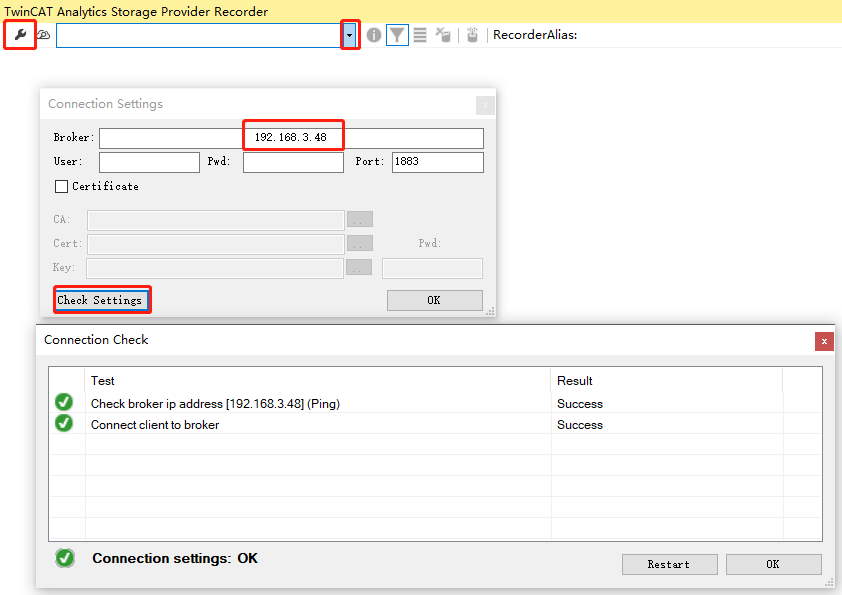 TwinCAT Analytics Storage Provider Recorder
RecorderAlias:
Connection Settings
x
Broker: 192.168.3.48
User: Pwd: Port: 1883
Certificate
CA: ...
Cert: ... Pwd:
Key: ...
Check Settings OK
Connection Check
x
Test Result
Check broker ip address [192.168.3.48] (Ping) Success
Connect client to broker Success
Connection settings: OK
Restart OK